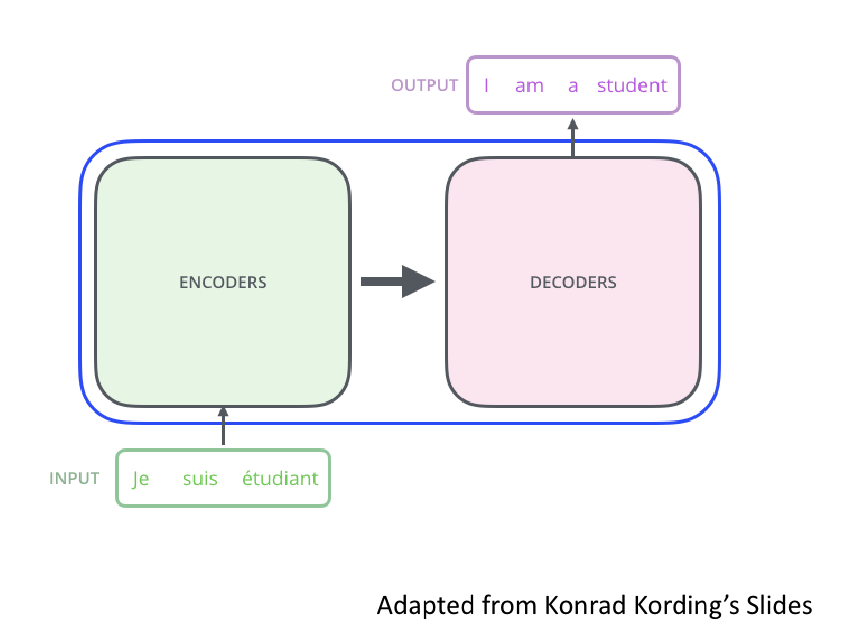 OUTPUT I am a student
ENCODERS DECODERS
INPUT Je suis étudiant
Adapted from Konrad Kording’s Slides